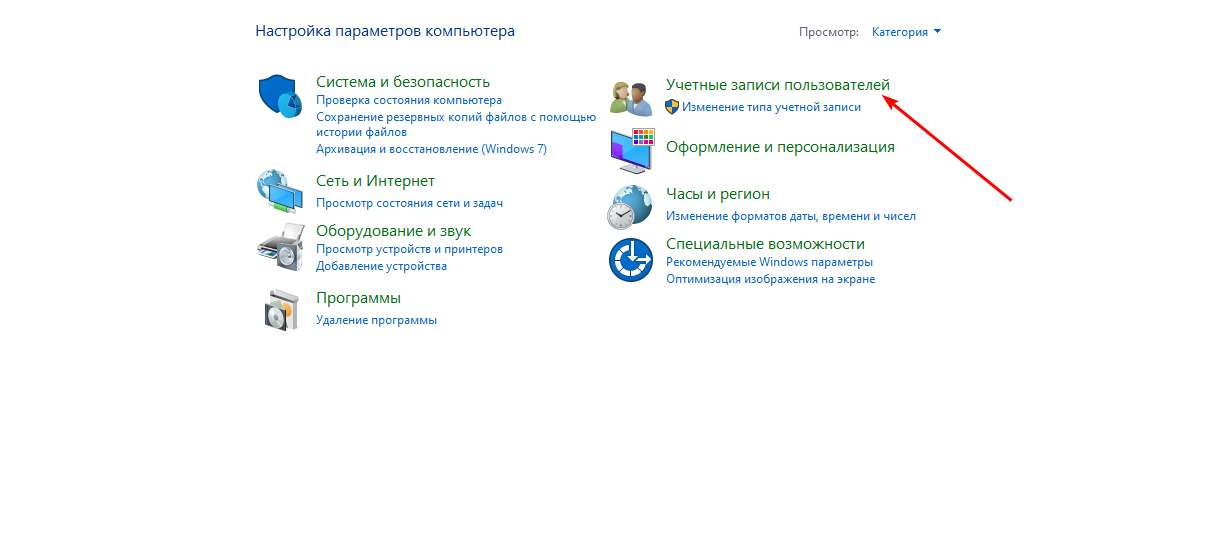 Настройка параметров компьютера
Просмотр: Категория
Система и безопасность
Проверка состояния компьютера
Сохранение резервных копий файлов с помощью
истории файлов
Архивация и восстановление (Windows 7)
Сеть и Интернет
Просмотр состояния сети и задач
Оборудование и звук
Просмотр устройств и принтеров
Добавление устройства
Программы
Удаление программы
Учетные записи пользователей
Изменение типа учетной записи
Оформление и персонализация
Часы и регион
Изменение форматов даты, времени и чисел
Специальные возможности
Рекомендуемые Windows параметры
Оптимизация изображения на экране